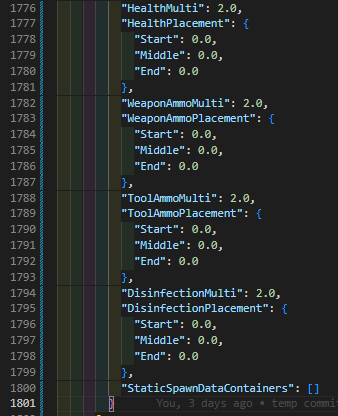 1776 "HealthMulti": 2.0,
1777 "HealthPlacement": {
1778 "Start": 0.0,
1779 "Middle": 0.0,
1780 "End": 0.0
1781 },
1782 "WeaponAmmoMulti": 2.0,
1783 "WeaponAmmoPlacement": {
1784 "Start": 0.0,
1785 "Middle": 0.0,
1786 "End": 0.0
1787 },
1788 "ToolAmmoMulti": 2.0,
1789 "ToolAmmoPlacement": {
1790 "Start": 0.0,
1791 "Middle": 0.0,
1792 "End": 0.0
1793 },
1794 "DisinfectionMulti": 2.0,
1795 "DisinfectionPlacement": {
1796 "Start": 0.0,
1797 "Middle": 0.0,
1798 "End": 0.0
1799 },
1800 "StaticSpawnDataContainers": []
1801 } You, 3 days ago • temp commi